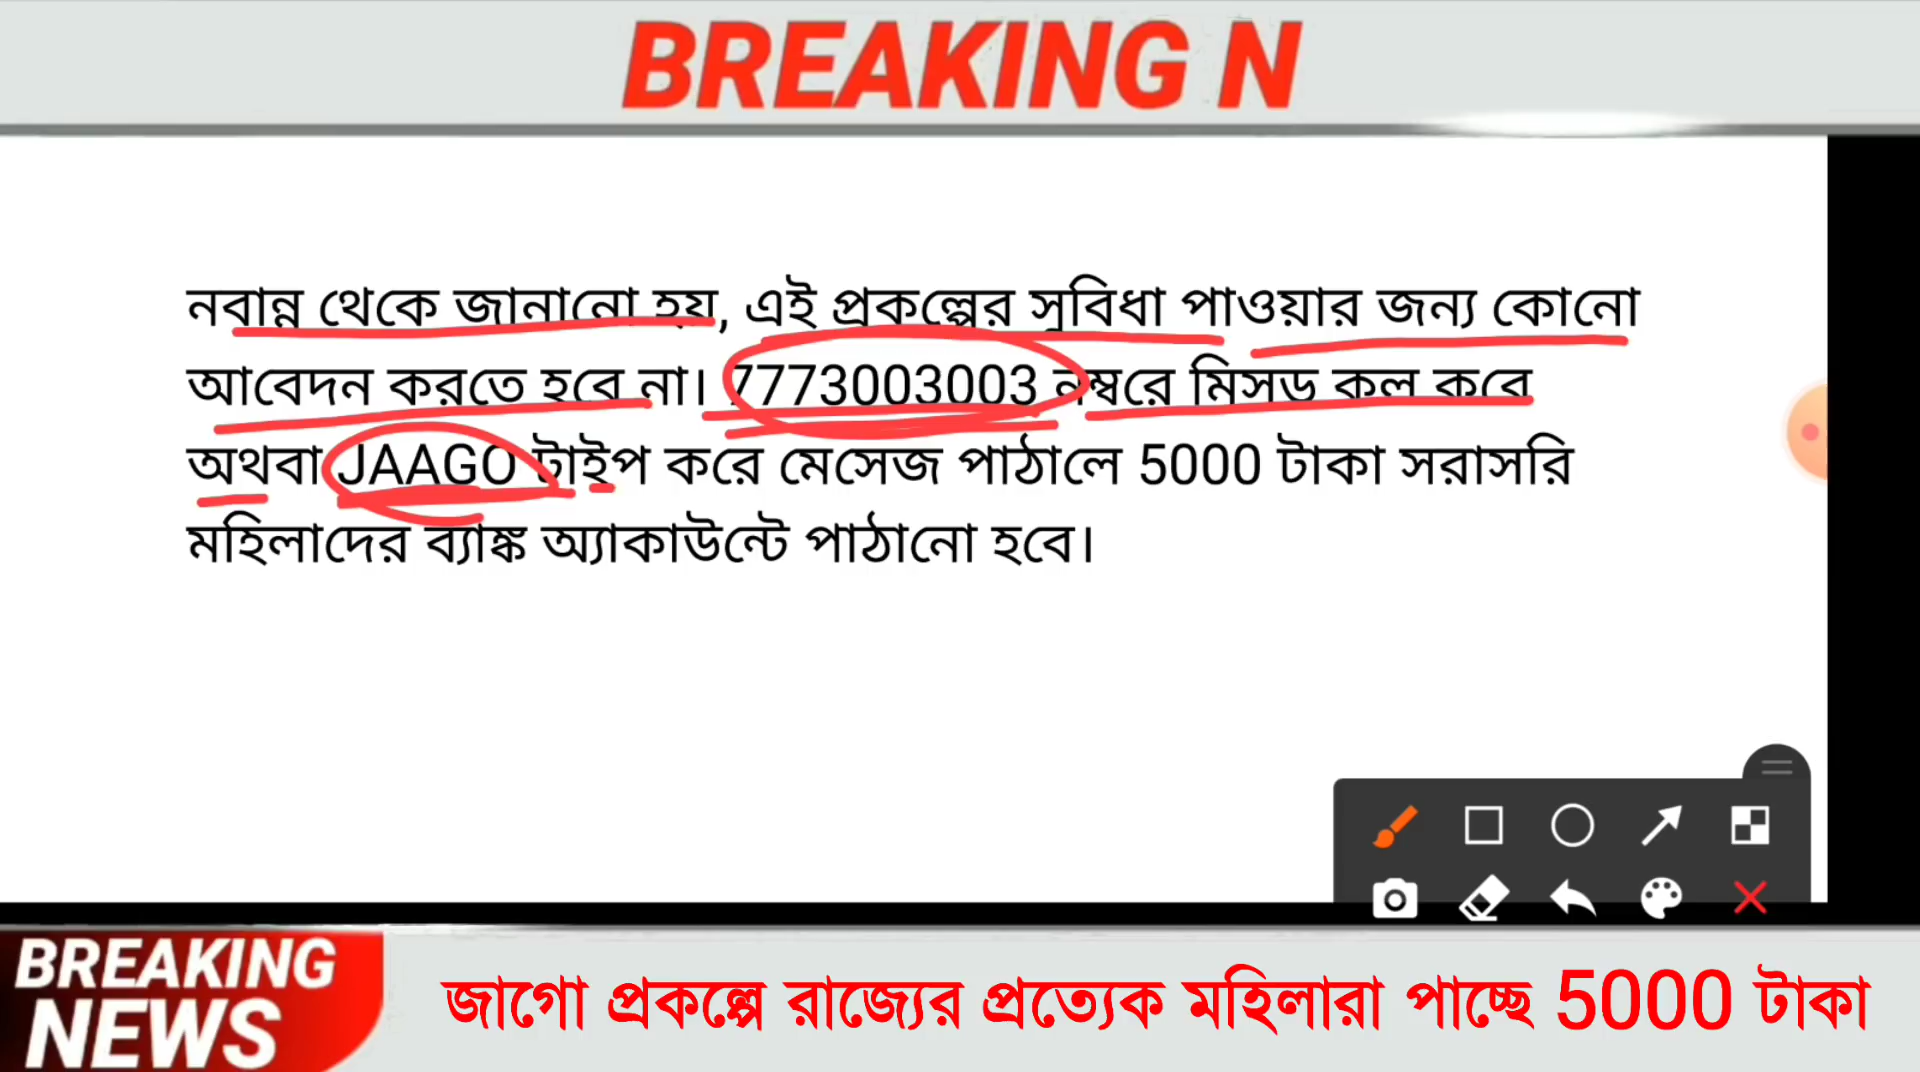 BREAKING N
নবান্ন থেকে জানানো হয়, এই প্রকল্পের সুবিধা পাওয়ার জন্য কোনো
আবেদন করতে হবে না। 7773003003 নম্বরে মিসড কল করে
অথবা JAAGO টাইপ করে মেসেজ পাঠালে 5000 টাকা সরাসরি
মহিলাদের ব্যাঙ্ক অ্যাকাউন্টে পাঠানো হবে।
BREAKING
NEWS
জাগো প্রকল্পে রাজ্যের প্রত্যেক মহিলারা পাচ্ছে 5000 টাকা